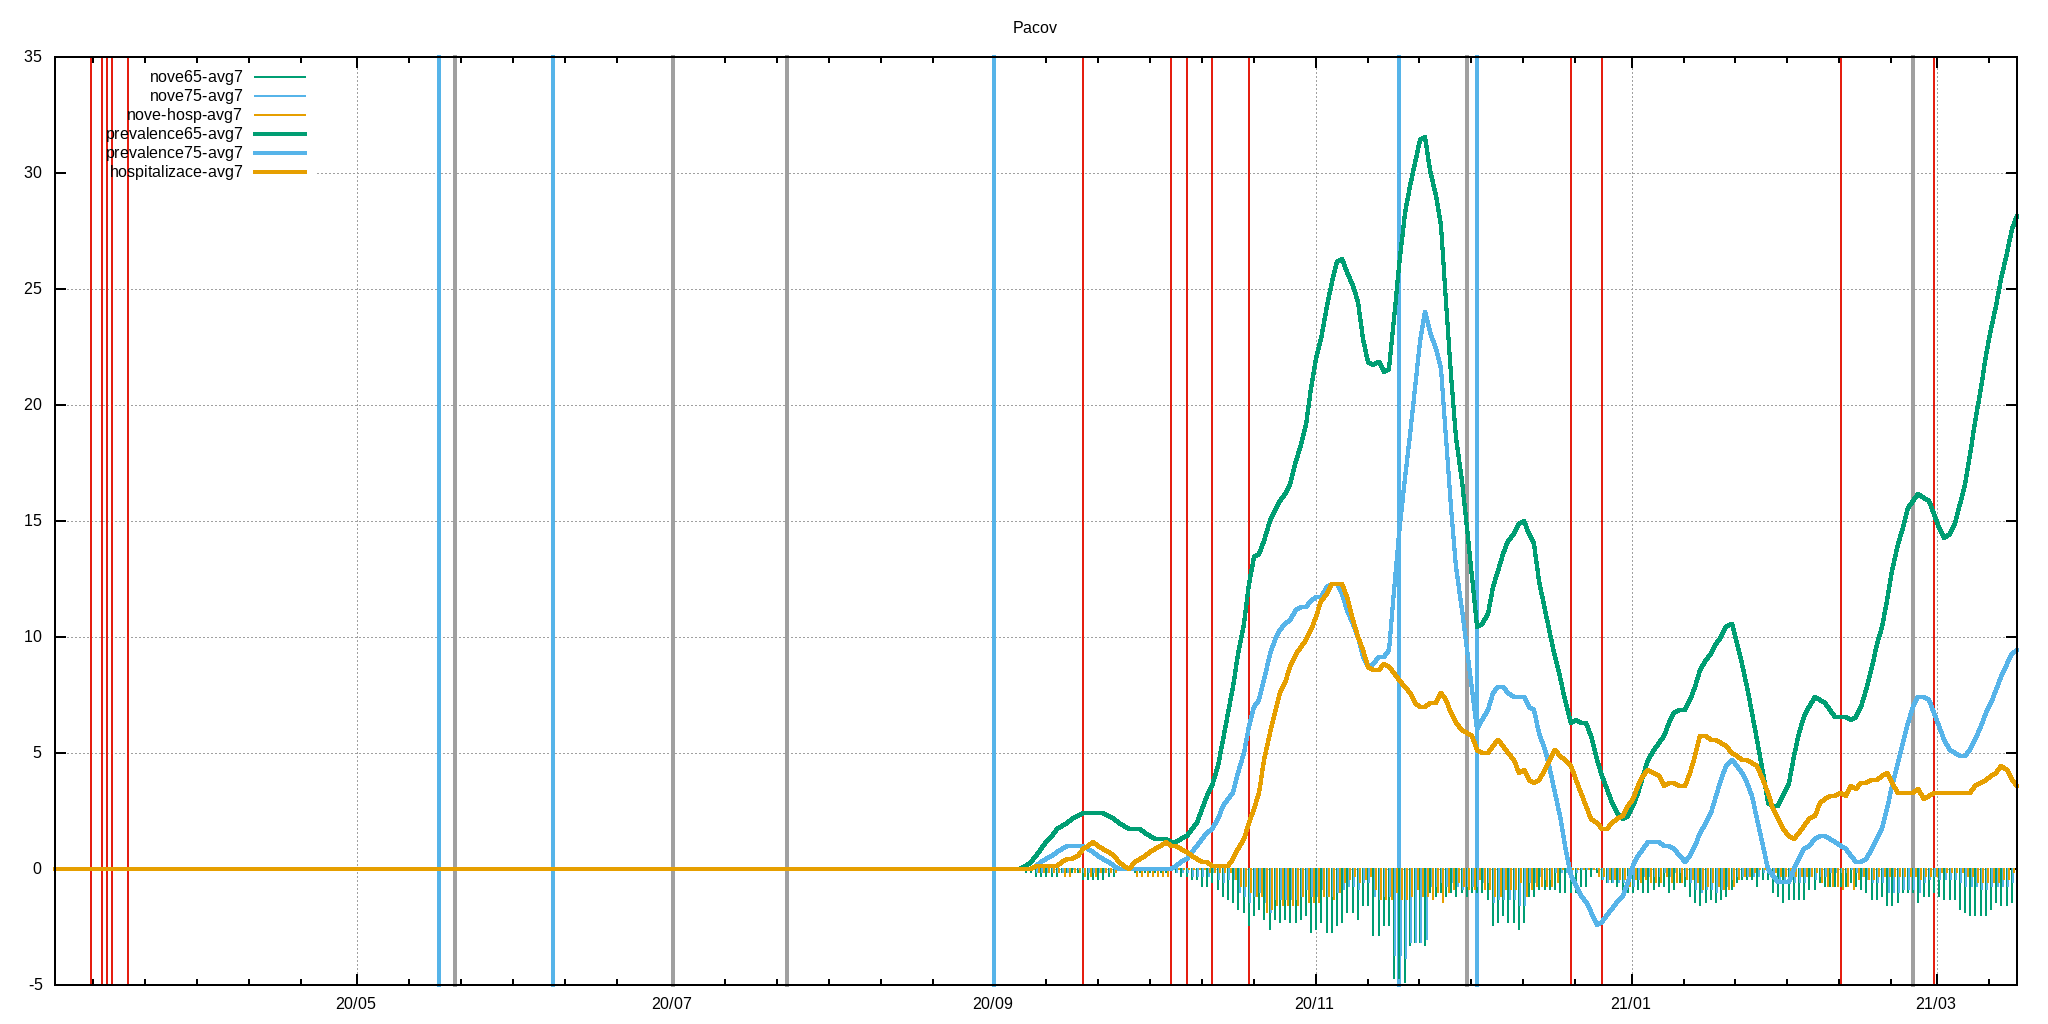 Pacov
35
30
25
20
15
10
5
0
-5
nove65-avg7
nove75-avg7
nove-hosp-avg7
prevalence65-avg7
prevalence75-avg7
hospitalizace-avg7
20/05 20/07 20/09 20/11 21/01 21/03